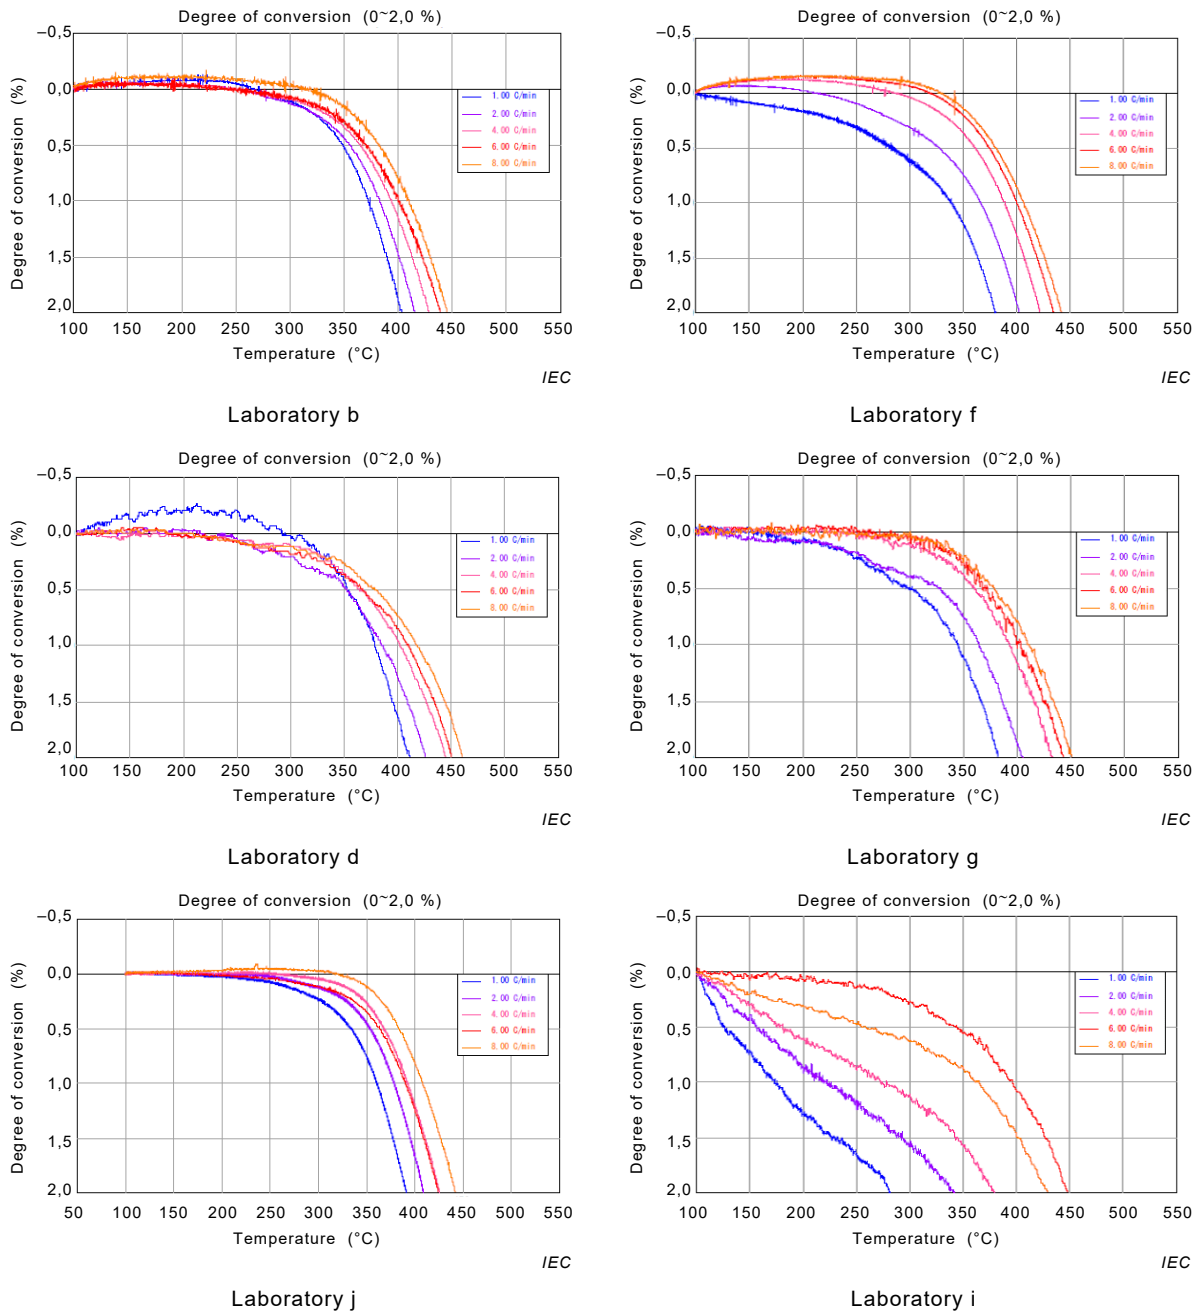 Degree of conversion (0~2,0 %)
Degree of conversion (%)
–0,5
0,0
0,5
1,0
1,5
2,0
100 150 200 250 300 350 400 450 500 550
Temperature (°C)
1.00 C/min
2.00 C/min
4.00 C/min
6.00 C/min
8.00 C/min
IEC
Laboratory b
Degree of conversion (0~2,0 %)
Degree of conversion (%)
–0,5
0,0
0,5
1,0
1,5
2,0
100 150 200 250 300 350 400 450 500 550
Temperature (°C)
1.00 C/min
2.00 C/min
4.00 C/min
6.00 C/min
8.00 C/min
IEC
Laboratory f
Degree of conversion (0~2,0 %)
Degree of conversion (%)
–0,5
0,0
0,5
1,0
1,5
2,0
100 150 200 250 300 350 400 450 500 550
Temperature (°C)
1.00 C/min
2.00 C/min
4.00 C/min
6.00 C/min
8.00 C/min
IEC
Laboratory d
Degree of conversion (0~2,0 %)
Degree of conversion (%)
–0,5
0,0
0,5
1,0
1,5
2,0
100 150 200 250 300 350 400 450 500 550
Temperature (°C)
1.00 C/min
2.00 C/min
4.00 C/min
6.00 C/min
8.00 C/min
IEC
Laboratory g
Degree of conversion (0~2,0 %)
Degree of conversion (%)
–0,5
0,0
0,5
1,0
1,5
2,0
50 100 150 200 250 300 350 400 450 500 550
Temperature (°C)
1.00 C/min
2.00 C/min
4.00 C/min
6.00 C/min
8.00 C/min
IEC
Laboratory j
Degree of conversion (0~2,0 %)
Degree of conversion (%)
–0,5
0,0
0,5
1,0
1,5
2,0
100 150 200 250 300 350 400 450 500 550
Temperature (°C)
1.00 C/min
2.00 C/min
4.00 C/min
6.00 C/min
8.00 C/min
IEC
Laboratory i